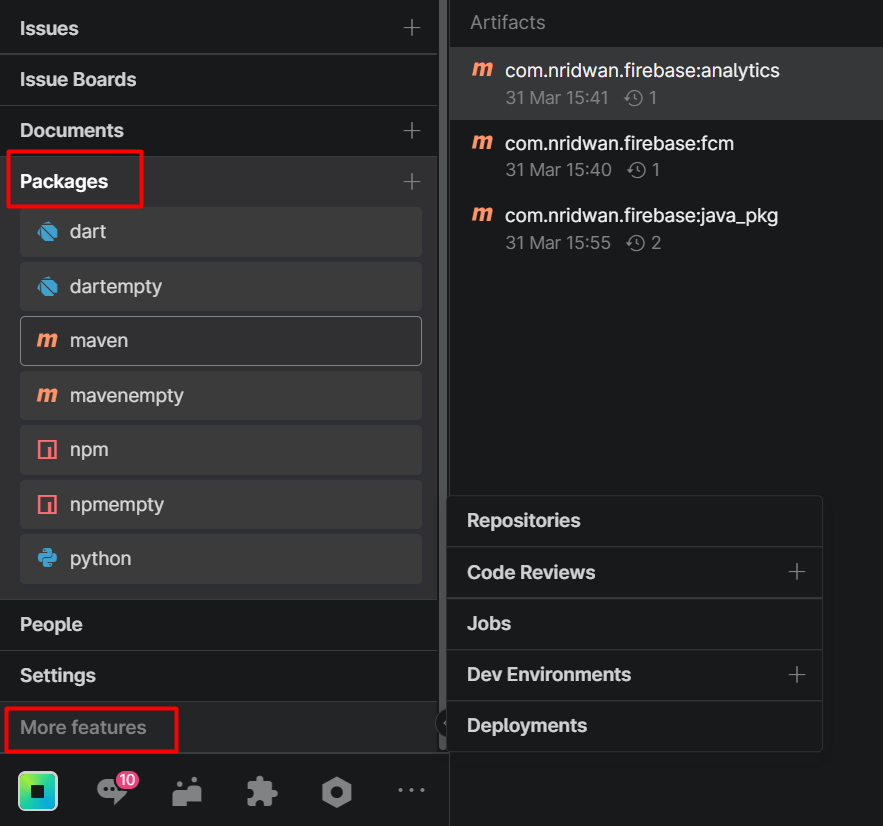 Issues
Issue Boards
Documents
Packages
dart
dartempty
maven
mavenempty
npm
npmempty
python
People
Settings
More features
10
Artifacts
com.nridwan.firebase:analytics
31 Mar 15:41 1
com.nridwan.firebase:fcm
31 Mar 15:40 1
com.nridwan.firebase:java_pkg
31 Mar 15:55 2
Repositories
Code Reviews
Jobs
Dev Environments
Deployments